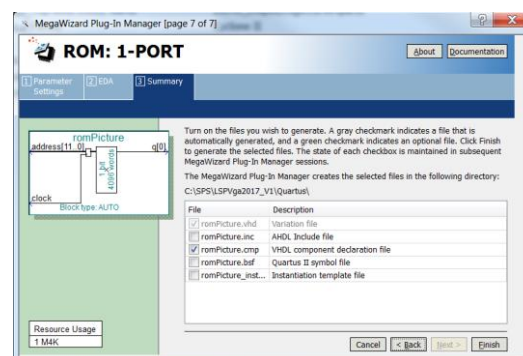 MegaWizard Plug-In Manager [page 7 of 7]
ROM: 1-PORT
About Documentation
1 Parameter Settings 2 EDA 3 Summary
romPicture
address[11..0] q[0]
1 bit
4096 words
clock
Block type: AUTO
Turn on the files you wish to generate. A gray checkmark indicates a file that is
automatically generated, and a green checkmark indicates an optional file. Click Finish
to generate the selected files. The state of each checkbox is maintained in subsequent
MegaWizard Plug-In Manager sessions.
The MegaWizard Plug-In Manager creates the selected files in the following directory:
C:\SPS\LSPVga2017_V1\Quartus\
File Description
romPicture.vhd Variation file
romPicture.inc AHDL Include file
romPicture.cmp VHDL component declaration file
romPicture.bsf Quartus II symbol file
romPicture_inst... Instantiation template file
Resource Usage
1 M4K
Cancel < Back Next > Finish